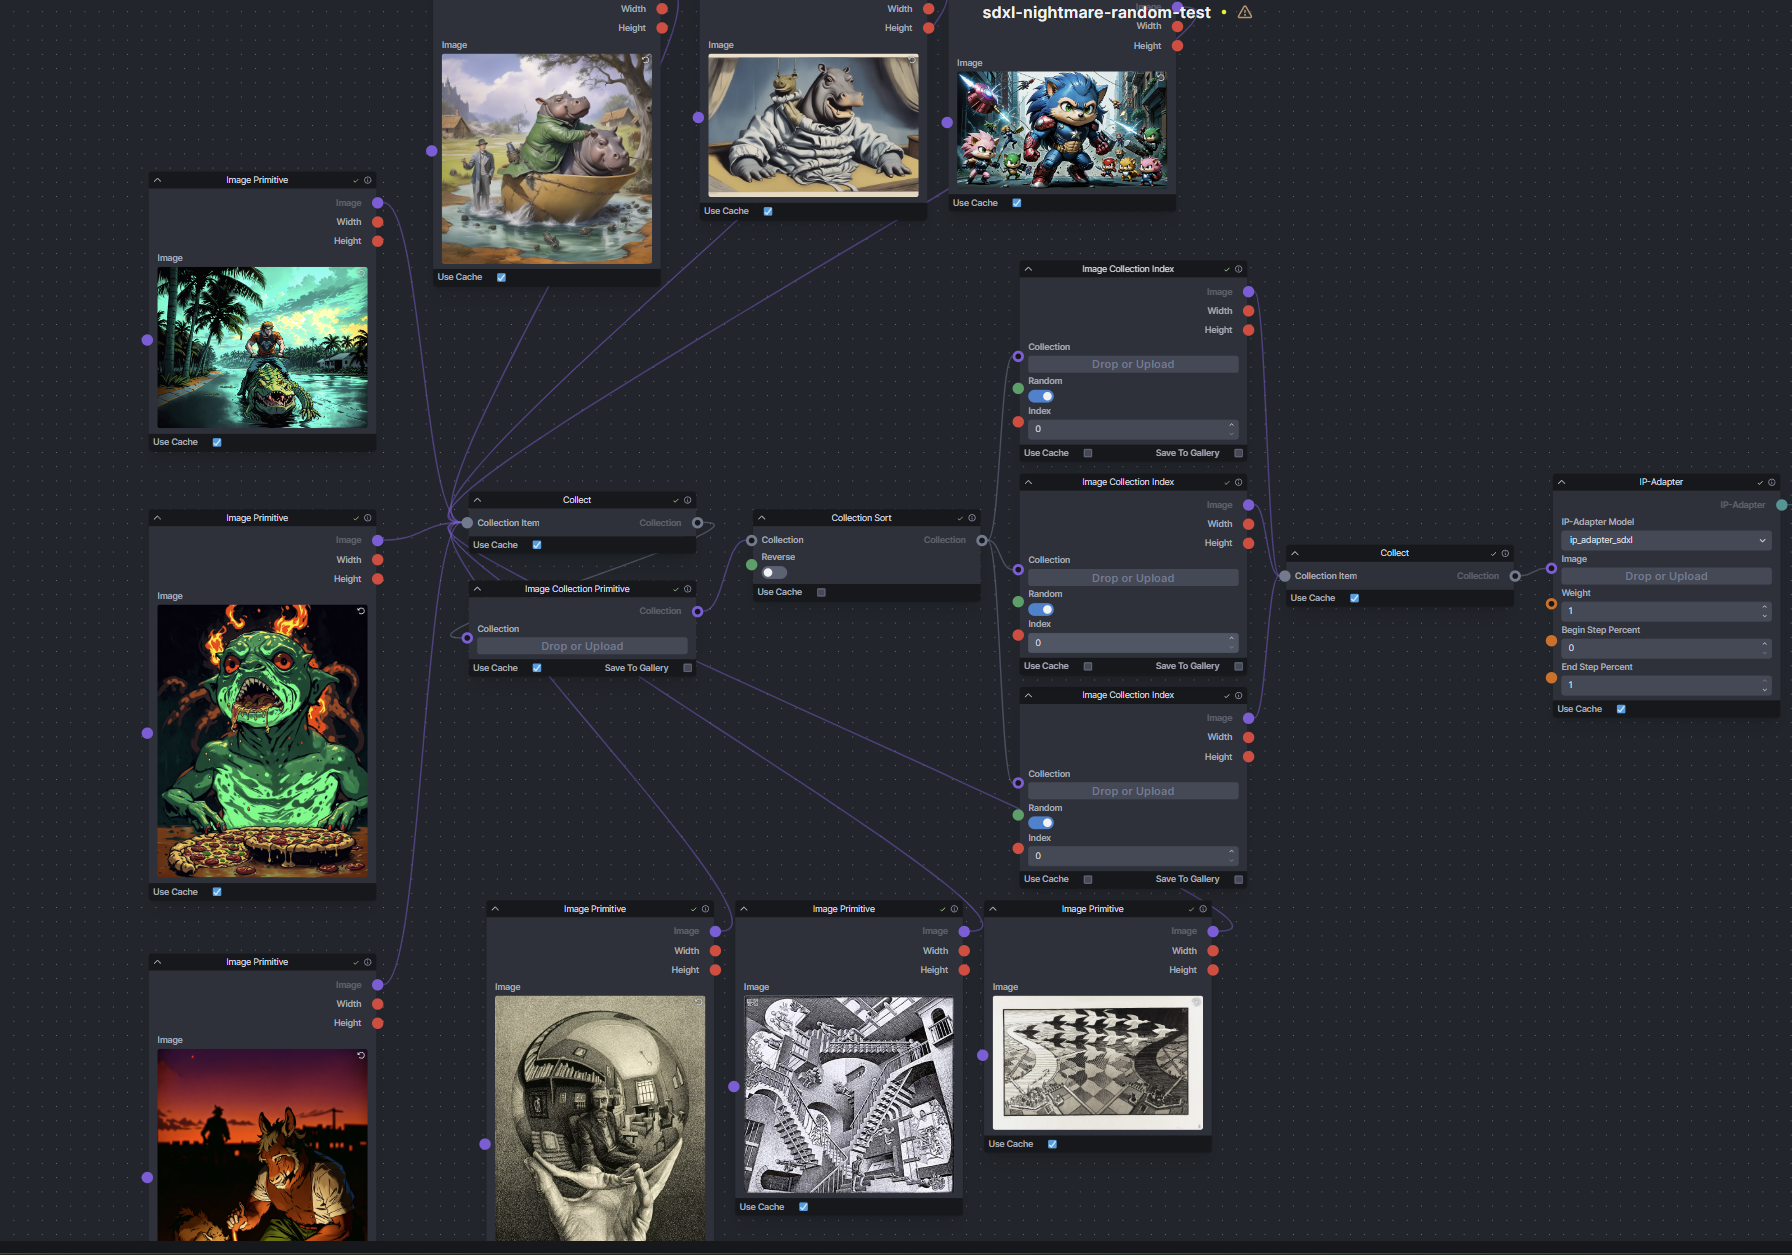 sdxl-nightmare-random-test
Width
Height
Image
Use Cache
Width
Height
Image
Use Cache
Width
Height
Image
Use Cache
Image Primitive
Image
Width
Height
Image
Use Cache
Image Primitive
Image
Width
Height
Image
Use Cache
Image Primitive
Image
Width
Height
Image
Collect
Collection Item Collection
Use Cache
Image Collection Primitive
Collection
Collection
Drop or Upload
Use Cache Save To Gallery
Collection Sort
Collection Collection
Reverse
Use Cache
Image Collection Index
Image
Width
Height
Collection
Drop or Upload
Random
Index
0
Use Cache Save To Gallery
Image Collection Index
Image
Width
Height
Collection
Drop or Upload
Random
Index
0
Use Cache Save To Gallery
Image Collection Index
Image
Width
Height
Collection
Drop or Upload
Random
Index
0
Use Cache Save To Gallery
Collect
Collection Item Collection
Use Cache
IP-Adapter
IP-Adapter
IP-Adapter Model
ip_adapter_sdxl
Image
Drop or Upload
Weight
1
Begin Step Percent
0
End Step Percent
1
Use Cache
Image Primitive
Image
Width
Height
Image
Image Primitive
Image
Width
Height
Image
Use Cache
Image Primitive
Image
Width
Height
Image
Use Cache